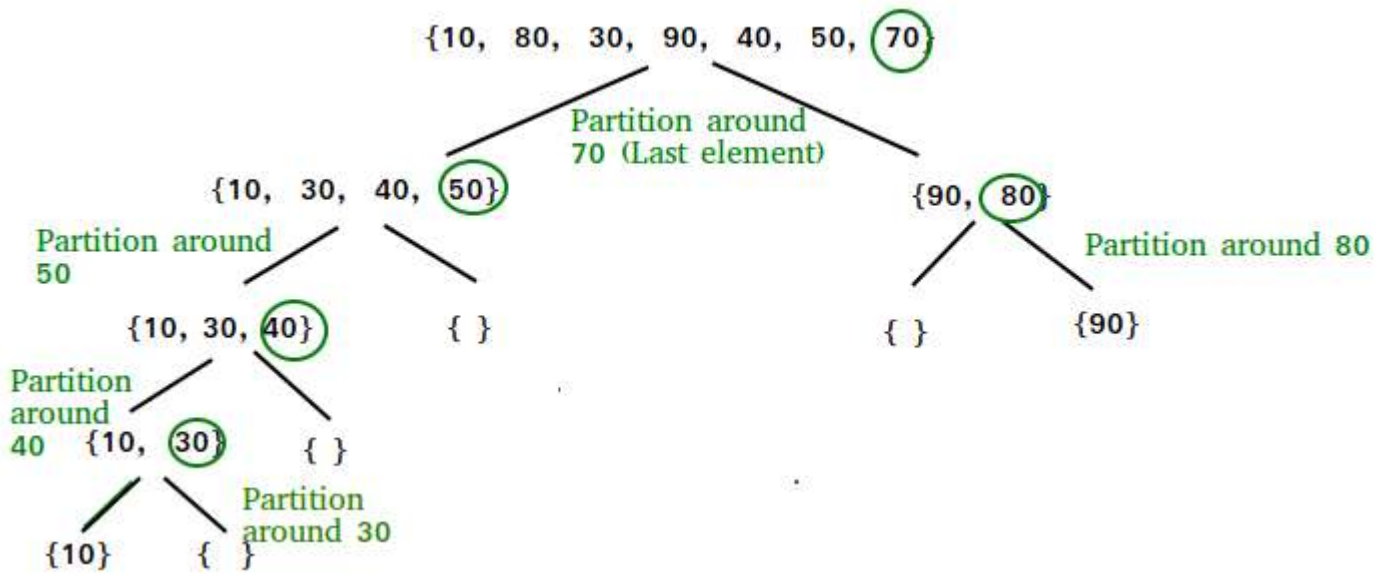 {10, 80, 30, 90, 40, 50, 70}
Partition around
70 (Last element)
{10, 30, 40, 50}
{90, 80}
Partition around
50
Partition around 80
{10, 30, 40}
{ }
{ }
{90}
Partition
around
40
{10, 30}
{ }
Partition
around 30
{10}
{ }